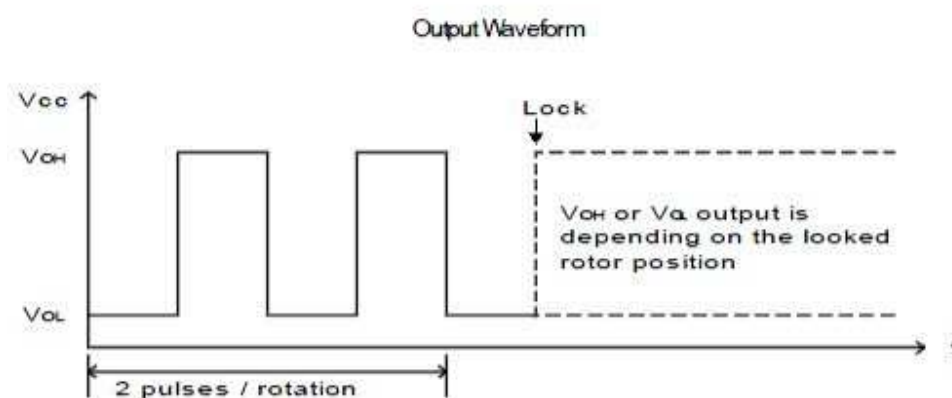 Output Waveform
Vcc
Lock
VOH
VOH or VOL output is
depending on the looked
rotor position
VOL
2 pulses / rotation